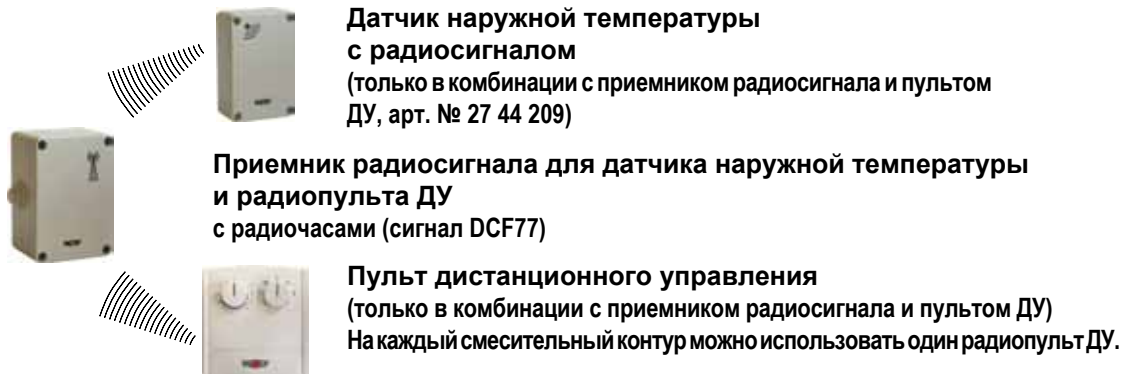 Датчик наружной температуры
с радиосигналом
(только в комбинации с приемником радиосигнала и пультом
ДУ, арт. № 27 44 209)
Приемник радиосигнала для датчика наружной температуры
и радиопульта ДУ
с радиочасами (сигнал DCF77)
Пульт дистанционного управления
(только в комбинации с приемником радиосигнала и пультом ДУ)
На каждый смесительный контур можно использовать один радиопульт ДУ.